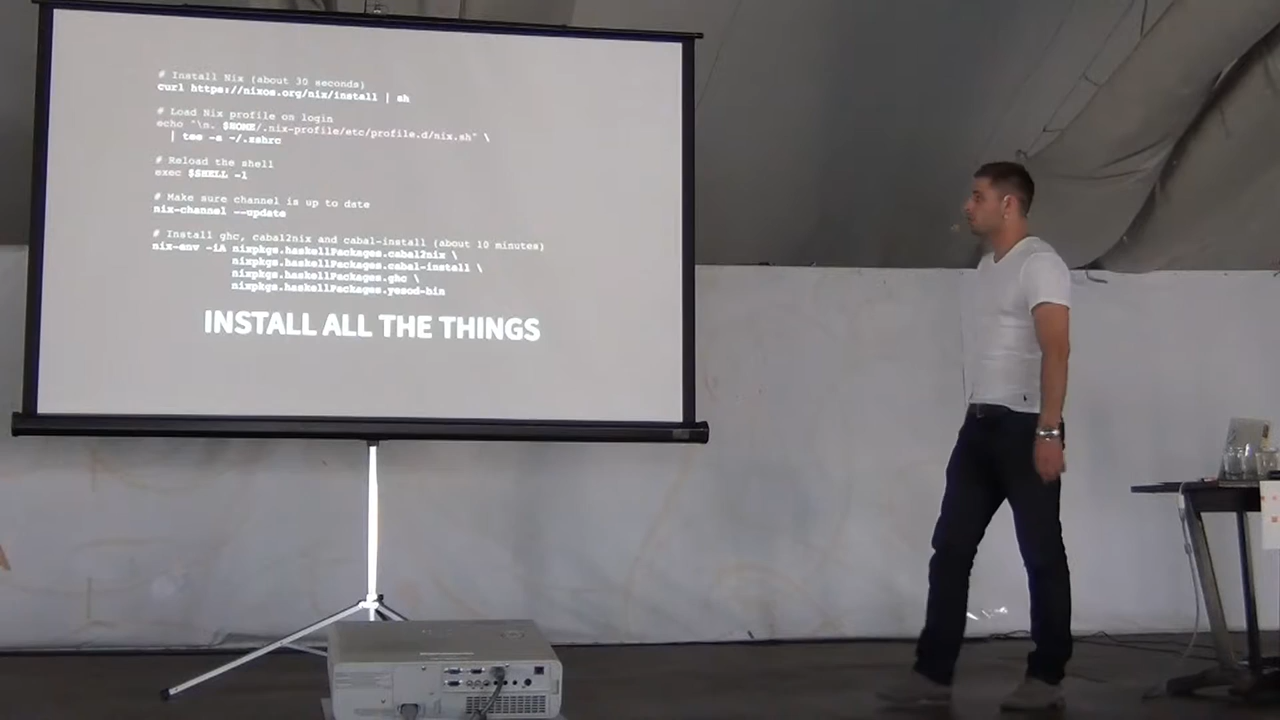 # Install Nix (about 30 seconds)
curl https://nixos.org/nix/install | sh
# Load Nix profile on login
echo "\n. $HOME/.nix-profile/etc/profile.d/nix.sh" \
| tee -a ~/.zshrc
# Reload the shell
exec $SHELL -l
# Make sure channel is up to date
nix-channel --update
# Install ghc, cabal2nix and cabal-install (about 10 minutes)
nix-env -iA nixpkgs.haskellPackages.cabal2nix \
nixpkgs.haskellPackages.cabal-install \
nixpkgs.haskellPackages.ghc \
nixpkgs.haskellPackages.yesod-bin
INSTALL ALL THE THINGS